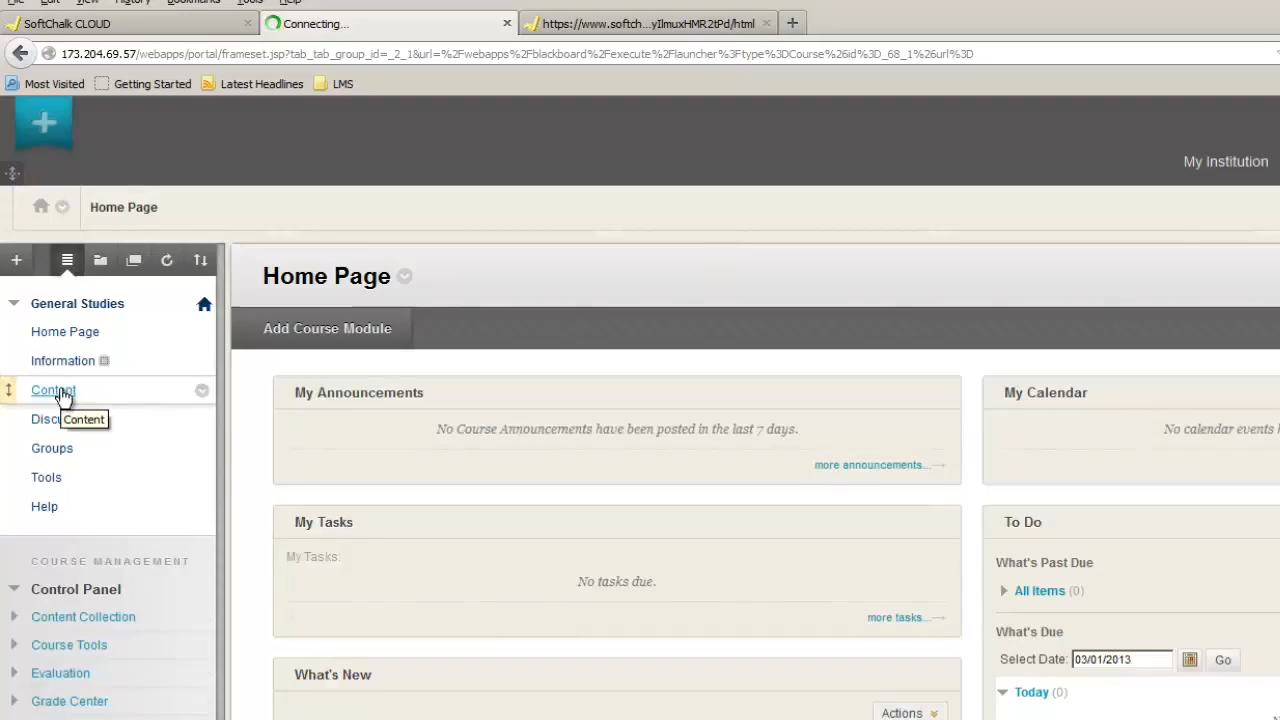 History Bookmarks Tools Help
SoftChalk CLOUD × Connecting... × https://www.softch...yIlmuxHMR2tPd/html × +
173.204.69.57/webapps/portal/frameset.jsp?tab_tab_group_id=_2_1&url=%2Fwebapps%2Fblackboard%2Fexecute%2Flauncher%3Ftype%3DCourse%26id%3D_68_1%26url%3D
Most Visited Getting Started Latest Headlines LMS
My Institution
Home Page
General Studies
Home Page
Information
Content
Content
Groups
Tools
Help
COURSE MANAGEMENT
Control Panel
Content Collection
Course Tools
Evaluation
Grade Center
Home Page
Add Course Module
My Announcements
No Course Announcements have been posted in the last 7 days.
more announcements...→
My Tasks
My Tasks:
No tasks due.
more tasks...→
What's New
Actions
My Calendar
No calendar events h
To Do
What's Past Due
All Items (0)
What's Due
Select Date: 03/01/2013 Go
Today (0)